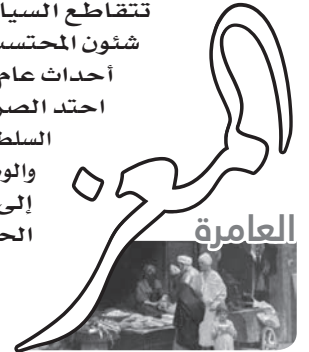 تتقاطع السيا
شئون المحتسب
أحداث عام
احتد الصر
السلط
والو
إلى
الح
المعز
العامرة